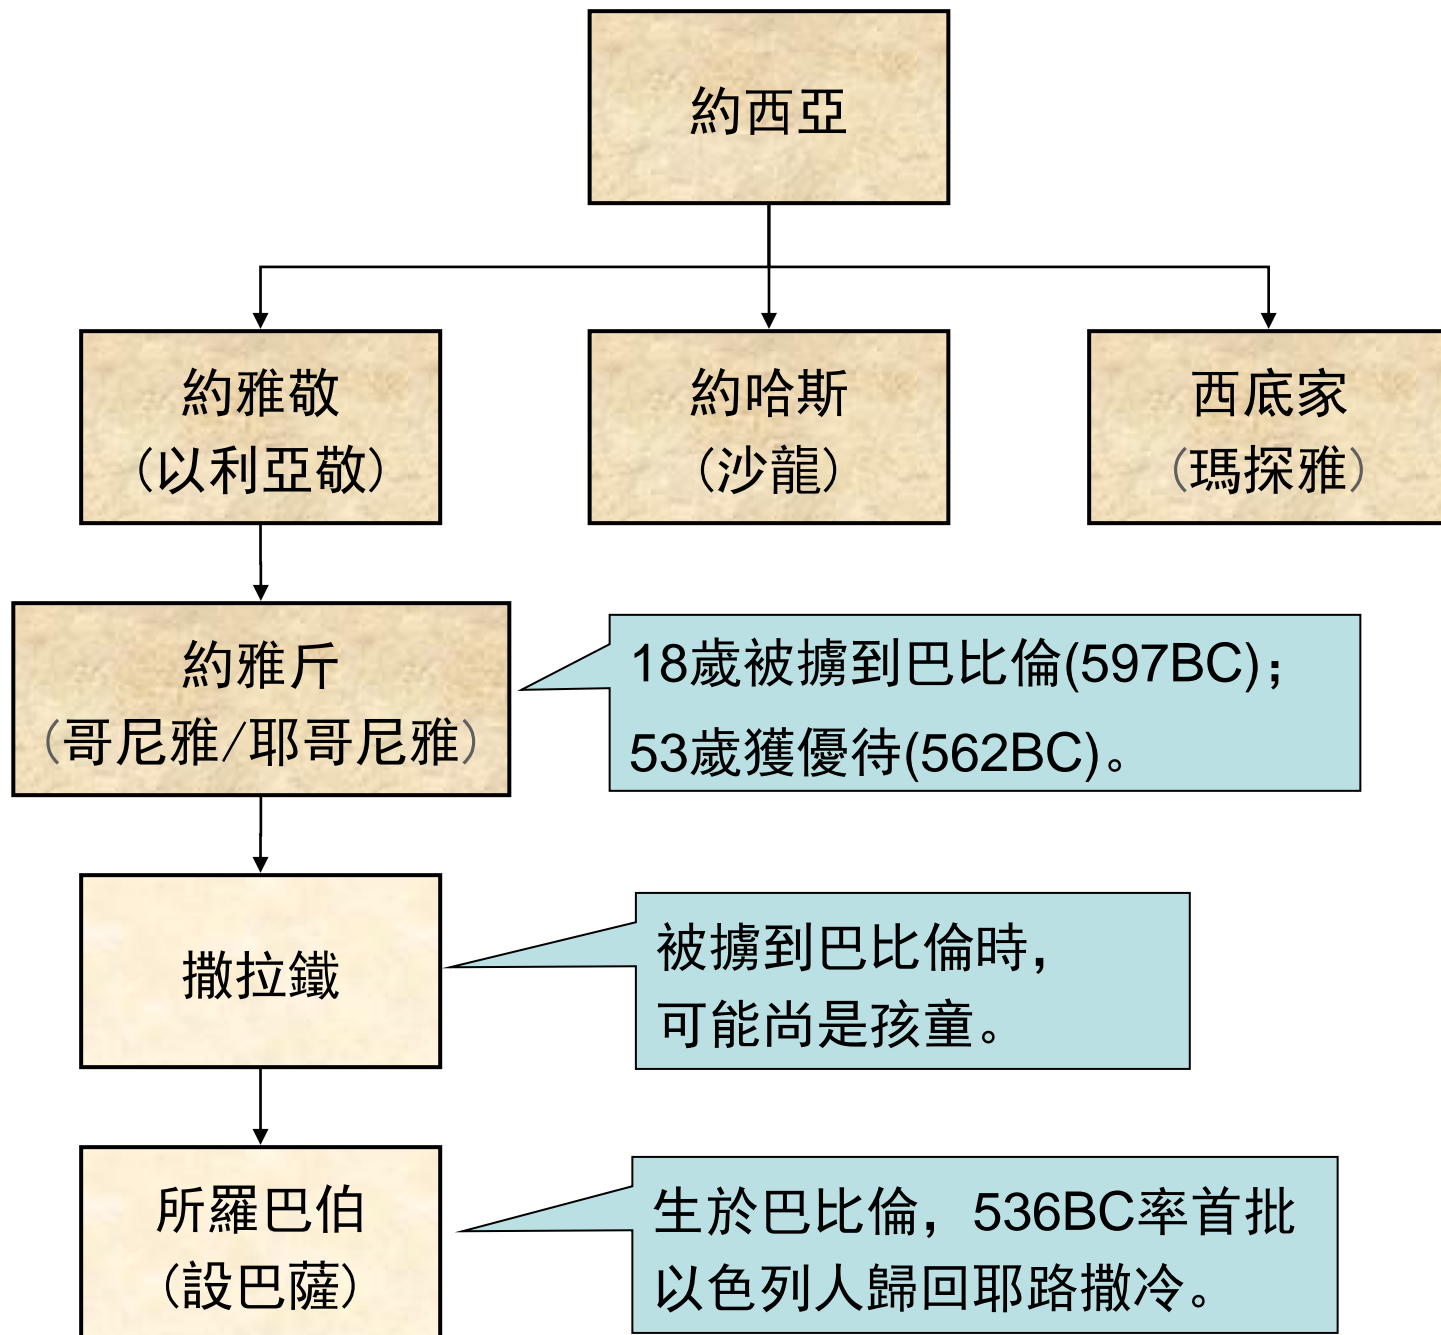 約西亞
約雅敬
(以利亞敬)
約哈斯
(沙龍)
西底家
(瑪探雅)
約雅斤
(哥尼雅/耶哥尼雅)
18歲被擄到巴比倫(597BC)；
53歲獲優待(562BC)。
撒拉鐵
被擄到巴比倫時，
可能尚是孩童。
所羅巴伯
(設巴薩)
生於巴比倫，536BC率首批
以色列人歸回耶路撒冷。